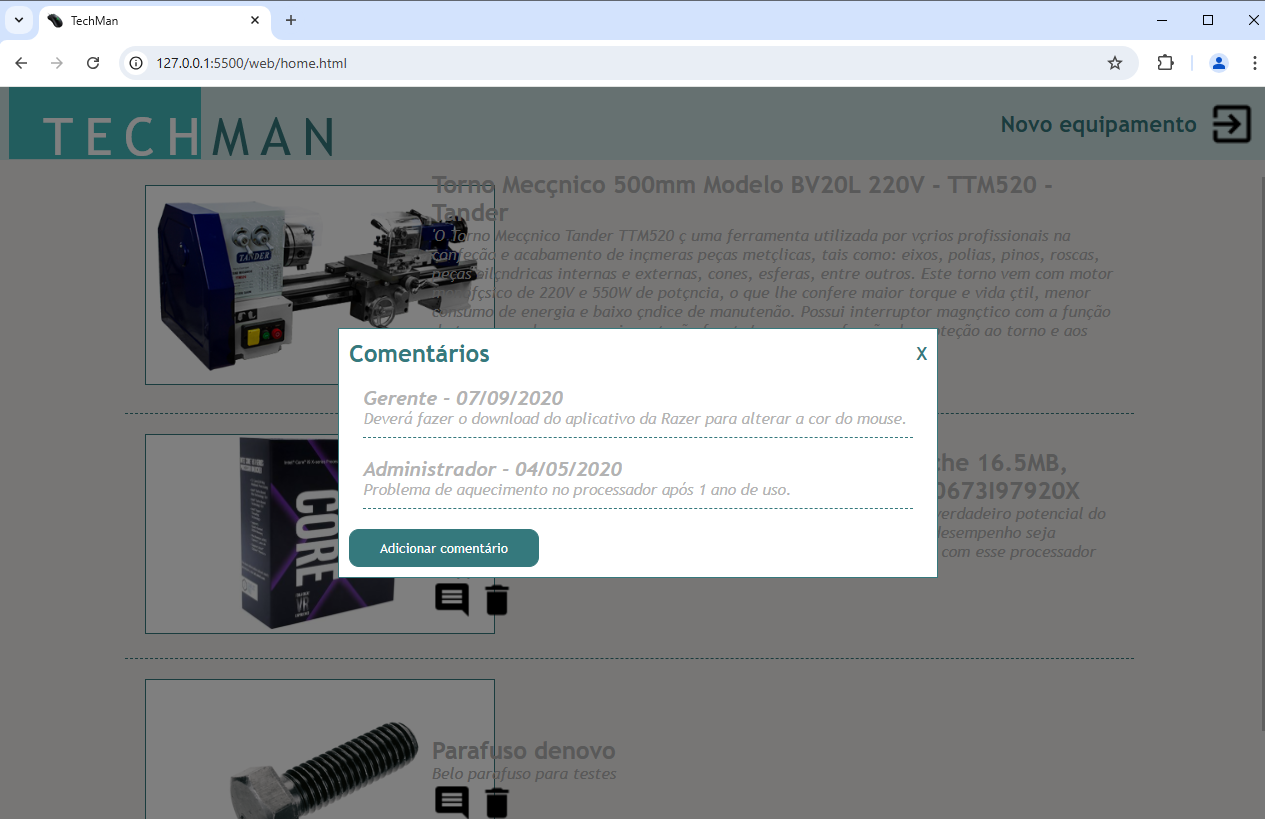 TechMan
127.0.0.1:5500/web/home.html
TECHMAN
Novo equipamento
Torno Mecçnico 500mm Modelo BV20L 220V - TTM520 -
Tander
'O Torno Mecçnico Tander TTM520 ç uma ferramenta utilizada por vçrios profissionais na
confeção e acabamento de inçmeras peças metçlicas, tais como: eixos, polias, pinos, roscas,
peças cilçndricas internas e externas, cones, esferas, entre outros. Este torno vem com motor
monofçsico de 220V e 550W de potçncia, o que lhe confere maior torque e vida çtil, menor
consumo de energia e baixo çndice de manutenão. Possui interruptor magnçtico com a função
proteção ao torno e aos
TANDER
Comentários
X
Gerente - 07/09/2020
Deverá fazer o download do aplicativo da Razer para alterar a cor do mouse.
Administrador - 04/05/2020
Problema de aquecimento no processador após 1 ano de uso.
Adicionar comentário
che 16.5MB,
0673I97920X
verdadeiro potencial do
desempenho seja
com esse processador
CORE
VR
Parafuso denovo
Belo parafuso para testes